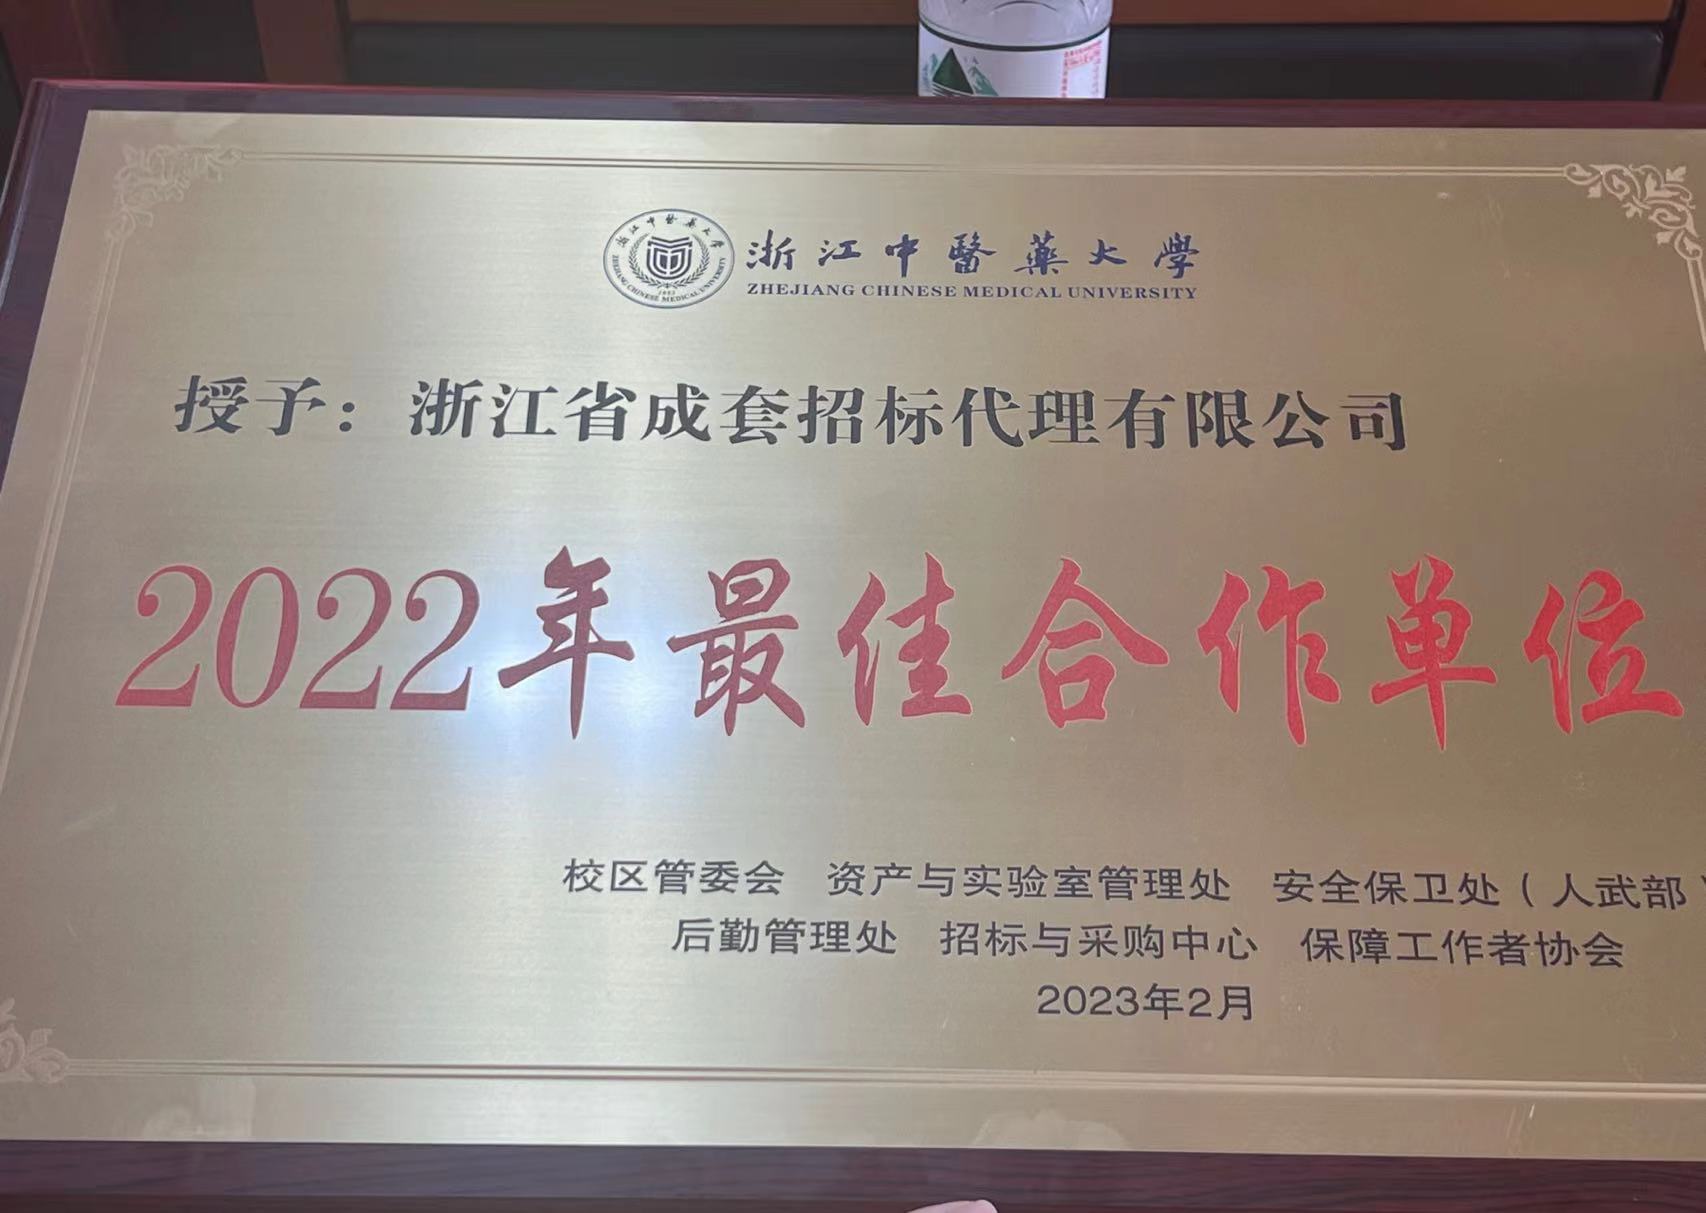 浙江中醫藥大學
ZHEJIANG CHINESE MEDICAL UNIVERSITY
授予：浙江省成套招标代理有限公司
2022年最佳合作单位
校区管委会 资产与实验室管理处 安全保卫处（人武部）
后勤管理处 招标与采购中心 保障工作者协会
2023年2月